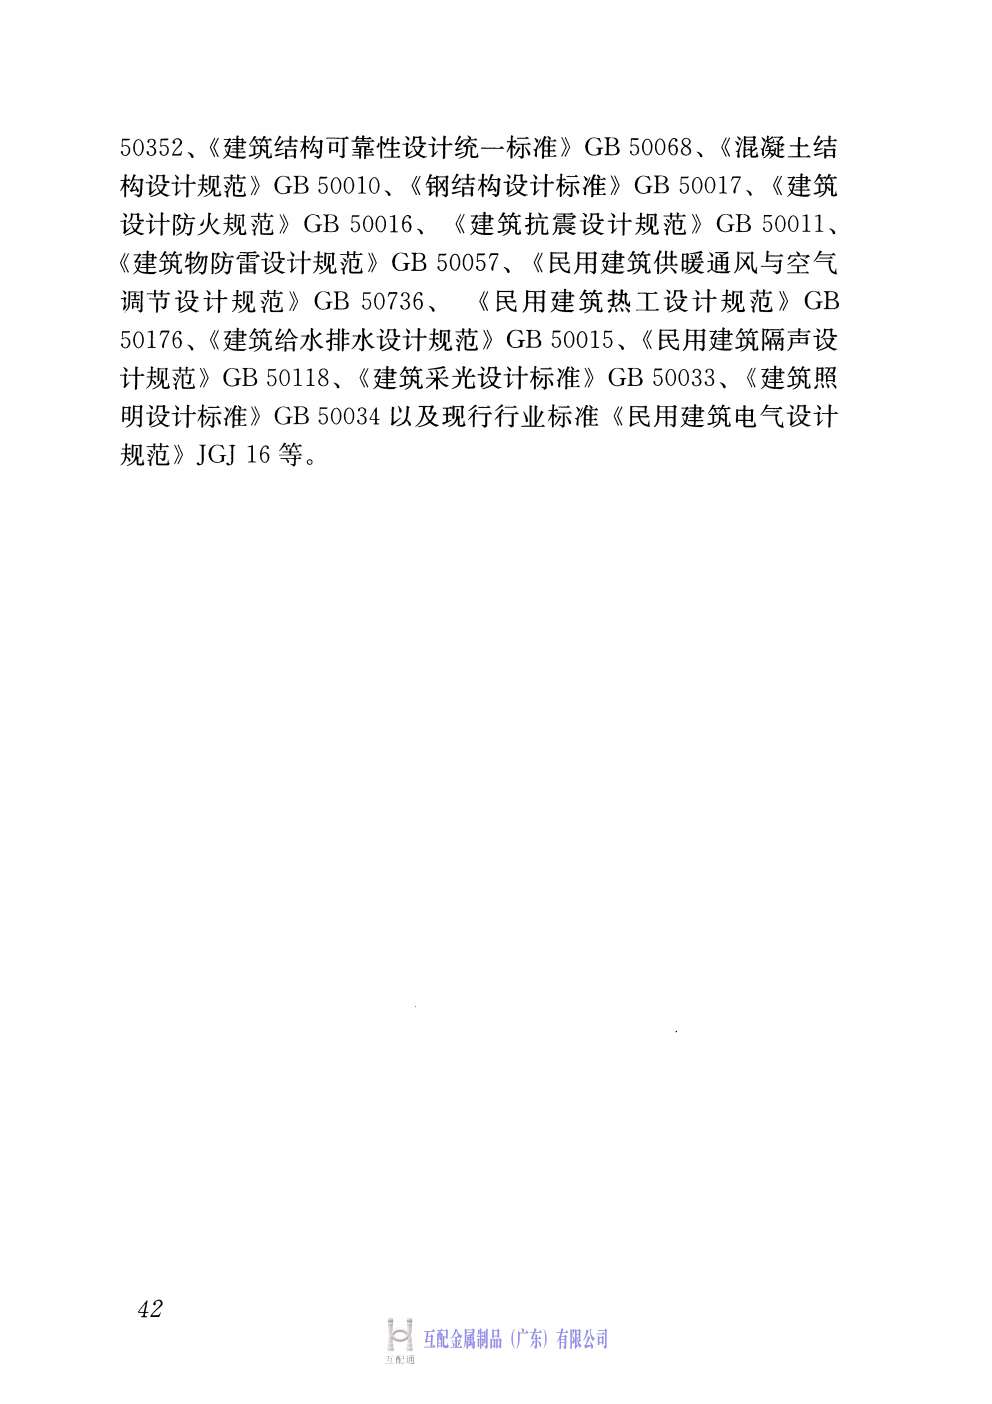 50352、《建筑结构可靠性设计统一标准》GB 50068、《混凝土结
构设计规范》GB 50010、《钢结构设计标准》GB 50017、《建筑
设计防火规范》GB 50016、《建筑抗震设计规范》GB 50011、
《建筑物防雷设计规范》GB 50057、《民用建筑供暖通风与空气
调节设计规范》GB 50736、《民用建筑热工设计规范》GB
50176、《建筑给水排水设计规范》GB 50015、《民用建筑隔声设
计规范》GB 50118、《建筑采光设计标准》GB 50033、《建筑照
明设计标准》GB 50034 以及现行行业标准《民用建筑电气设计
规范》JGJ 16 等。
42
互配金属制品（广东）有限公司
互配通